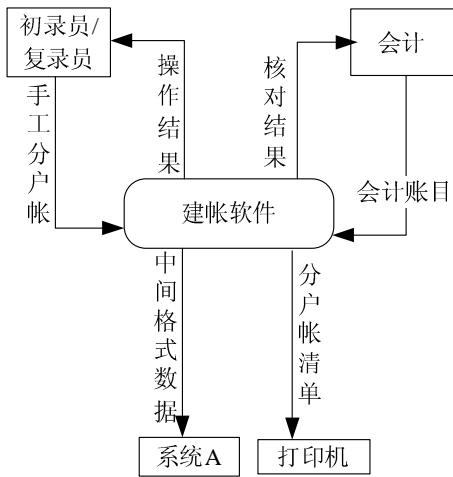 初录员/
复录员
会计
手工分户帐
操作结果
核对结果
会计账目
建帐软件
中间格式数据
分户帐清单
系统A
打印机